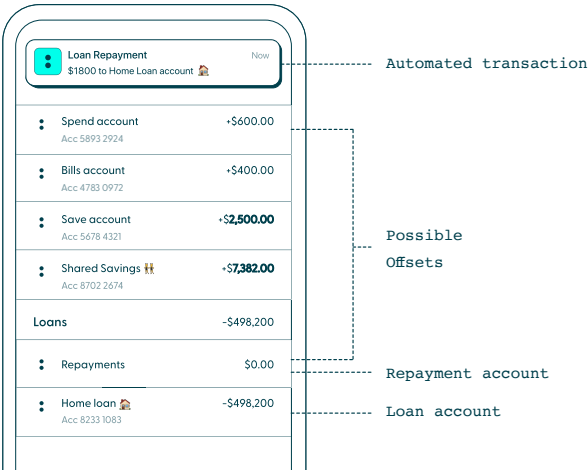 Loan Repayment
Now
$1800 to Home Loan account 🏠
Automated transaction
Spend account
+$600.00
Acc 5893 2924
Bills account
+$400.00
Acc 4783 0972
Save account
+$2,500.00
Acc 5678 4321
Possible
Offsets
Shared Savings 👯
+$7,382.00
Acc 8702 2674
Loans
-$498,200
Repayments
$0.00
Repayment account
Home loan 🏠
-$498,200
Acc 8233 1083
Loan account